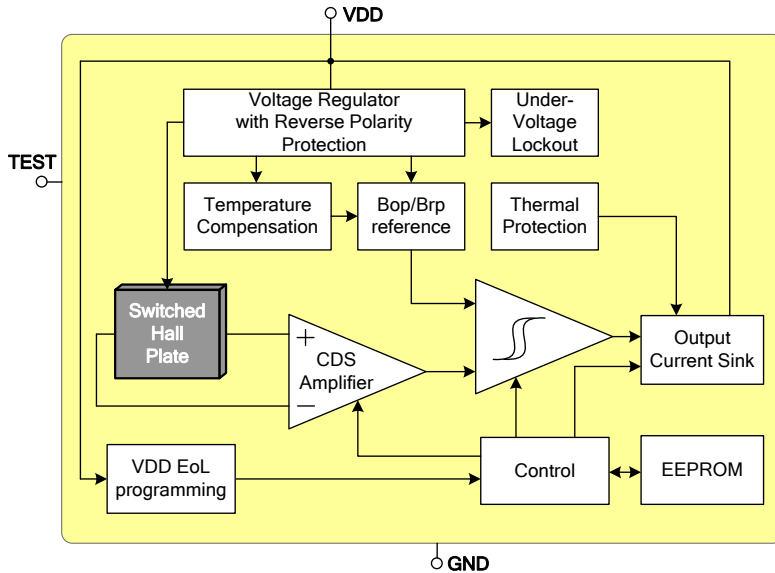 VDD
Voltage Regulator
with Reverse Polarity
Protection
Under-
Voltage
Lockout
TEST
Temperature
Compensation
Bop/Brp
reference
Thermal
Protection
Switched
Hall
Plate
+
CDS
Amplifier
−
Output
Current Sink
VDD EoL
programming
Control
EEPROM
GND